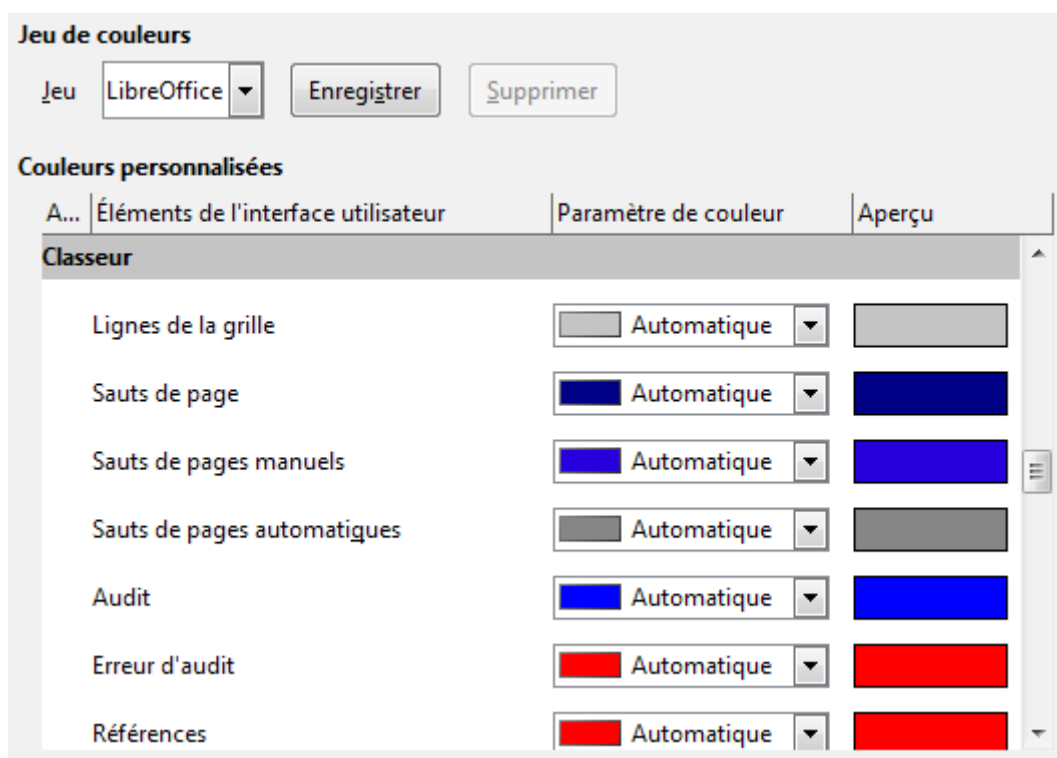 Jeu de couleurs
Jeu LibreOffice Enregistrer Supprimer
Couleurs personnalisées
A... Éléments de l'interface utilisateur Paramètre de couleur Aperçu
Classeur
Lignes de la grille Automatique
Sauts de page Automatique
Sauts de pages manuels Automatique
Sauts de pages automatiques Automatique
Audit Automatique
Erreur d'audit Automatique
Références Automatique